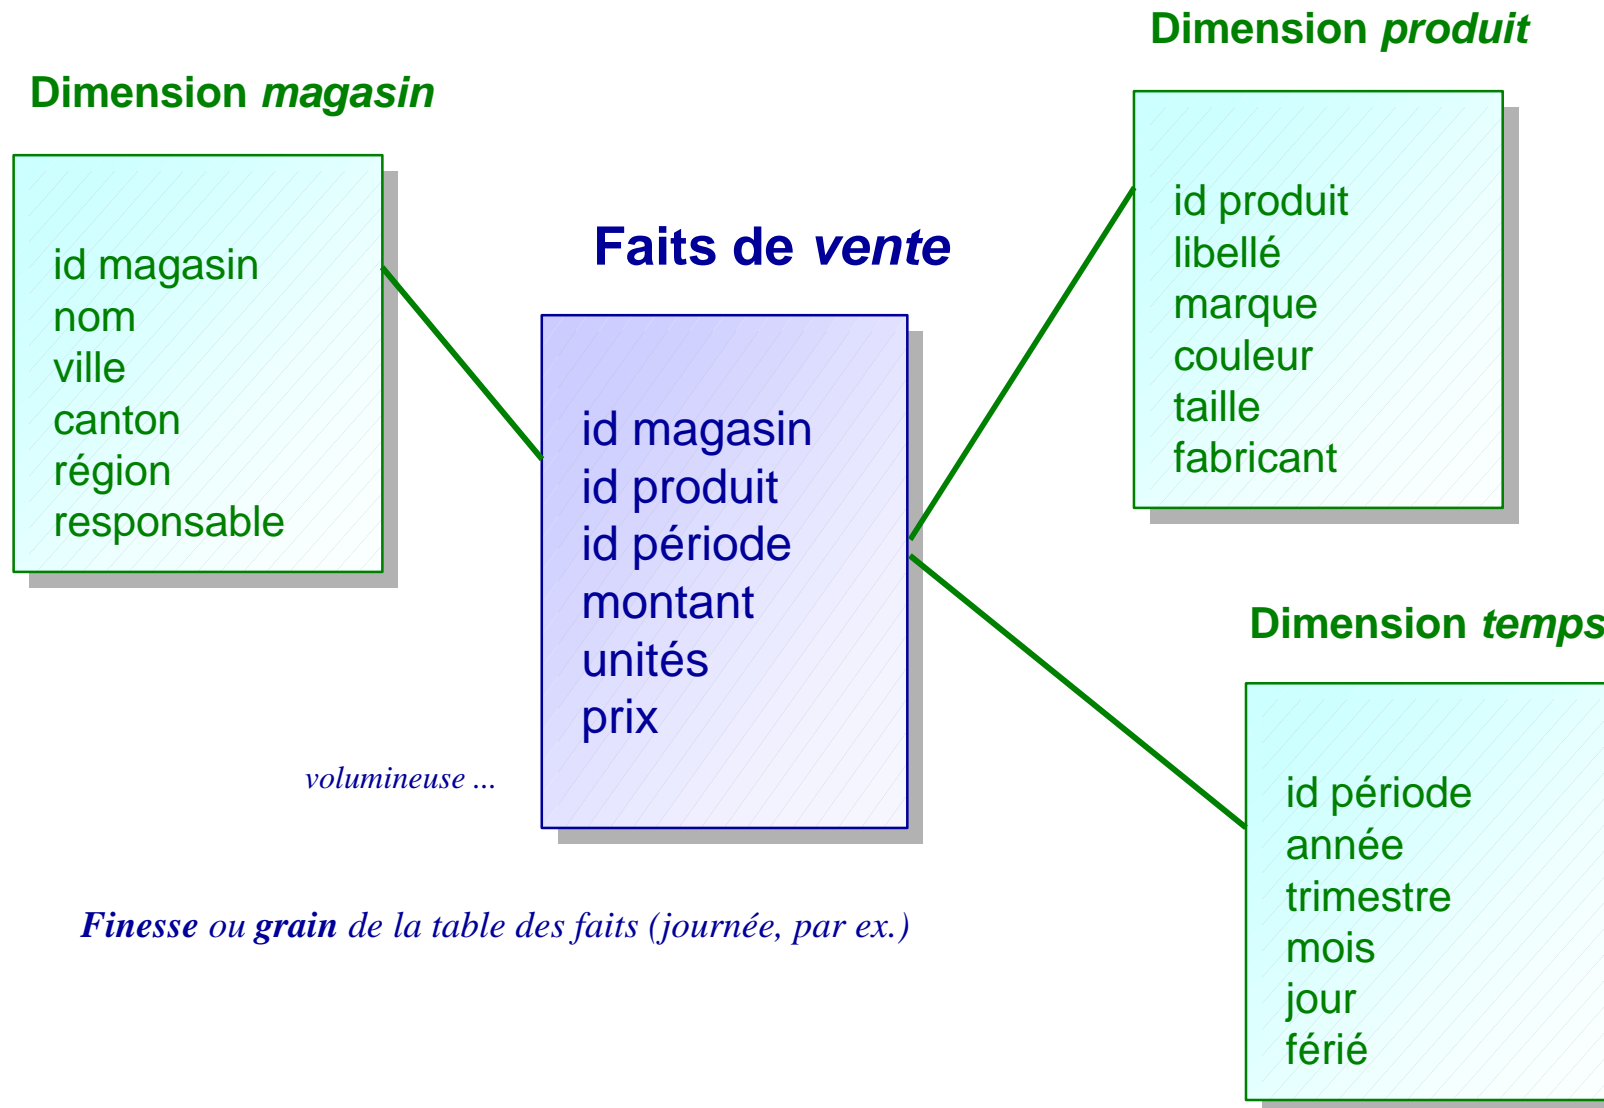 Dimension produit
Dimension magasin
id magasin
nom
ville
canton
région
responsable
Faits de vente
id magasin
id produit
id période
montant
unités
prix
id produit
libellé
marque
couleur
taille
fabricant
Dimension temps
id période
année
trimestre
mois
jour
férié
volumineuse ...
Finesse ou grain de la table des faits (journée, par ex.)